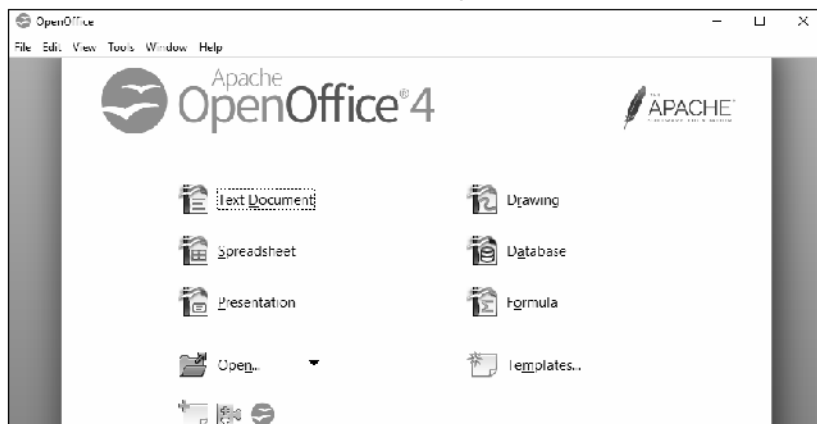 OpenOffice
File Edit View Tools Window Help
Apache
OpenOffice® 4
APACHE
Text Document
Drawing
Spreadsheet
Database
Presentation
Formula
Open...
Templates...